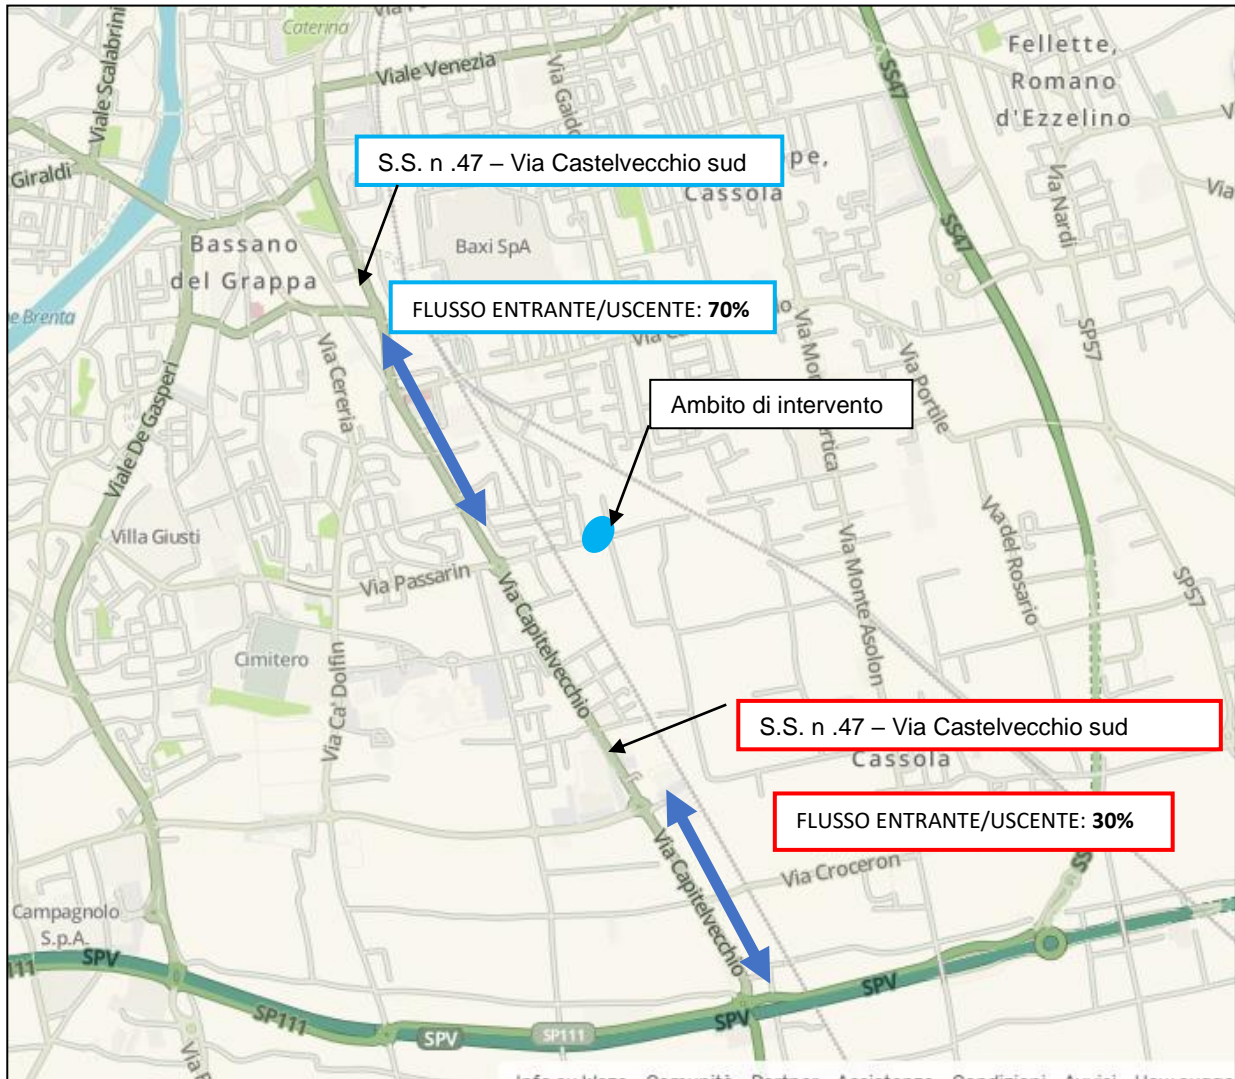 Caterina
Viale Scalabrini
Viale Venezia
Fellette,
Romano
d'Ezzelino
SS47
Giraldi
S.S. n .47 – Via Castelvecchio sud
Cassola
Via Nardi
SS47
Bassano
del Grappa
Baxi SpA
FLUSSO ENTRANTE/USCENTE: 70%
Brenta
Via Cereria
SP57
Via Portile
Ambito di intervento
Viale De Gasperi
Villa Giusti
Via Passarin
Via del Rosario
Via Monte Asolon
SP57
Via Capitelvecchio
Cimitero
Via Ca' Dolfin
S.S. n .47 – Via Castelvecchio sud
Cassola
FLUSSO ENTRANTE/USCENTE: 30%
Via Croceron
Via Capitelvecchio
Campagnolo
S.p.A.
SPV
SP111
SPV
SP111
SPV
SPV